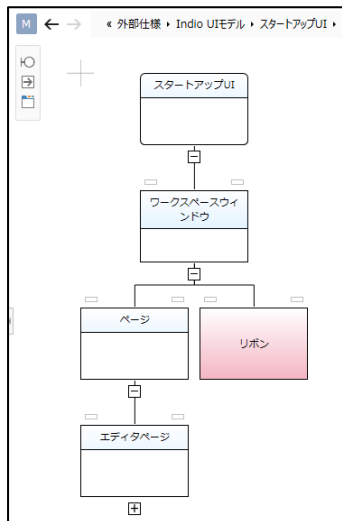 M ← → « 外部仕様 ▸ Indio UIモデル ▸ スタートアップUI ▸
スタートアップUI
ワークスペースウィ
ンドウ
ページ
リボン
エディタページ